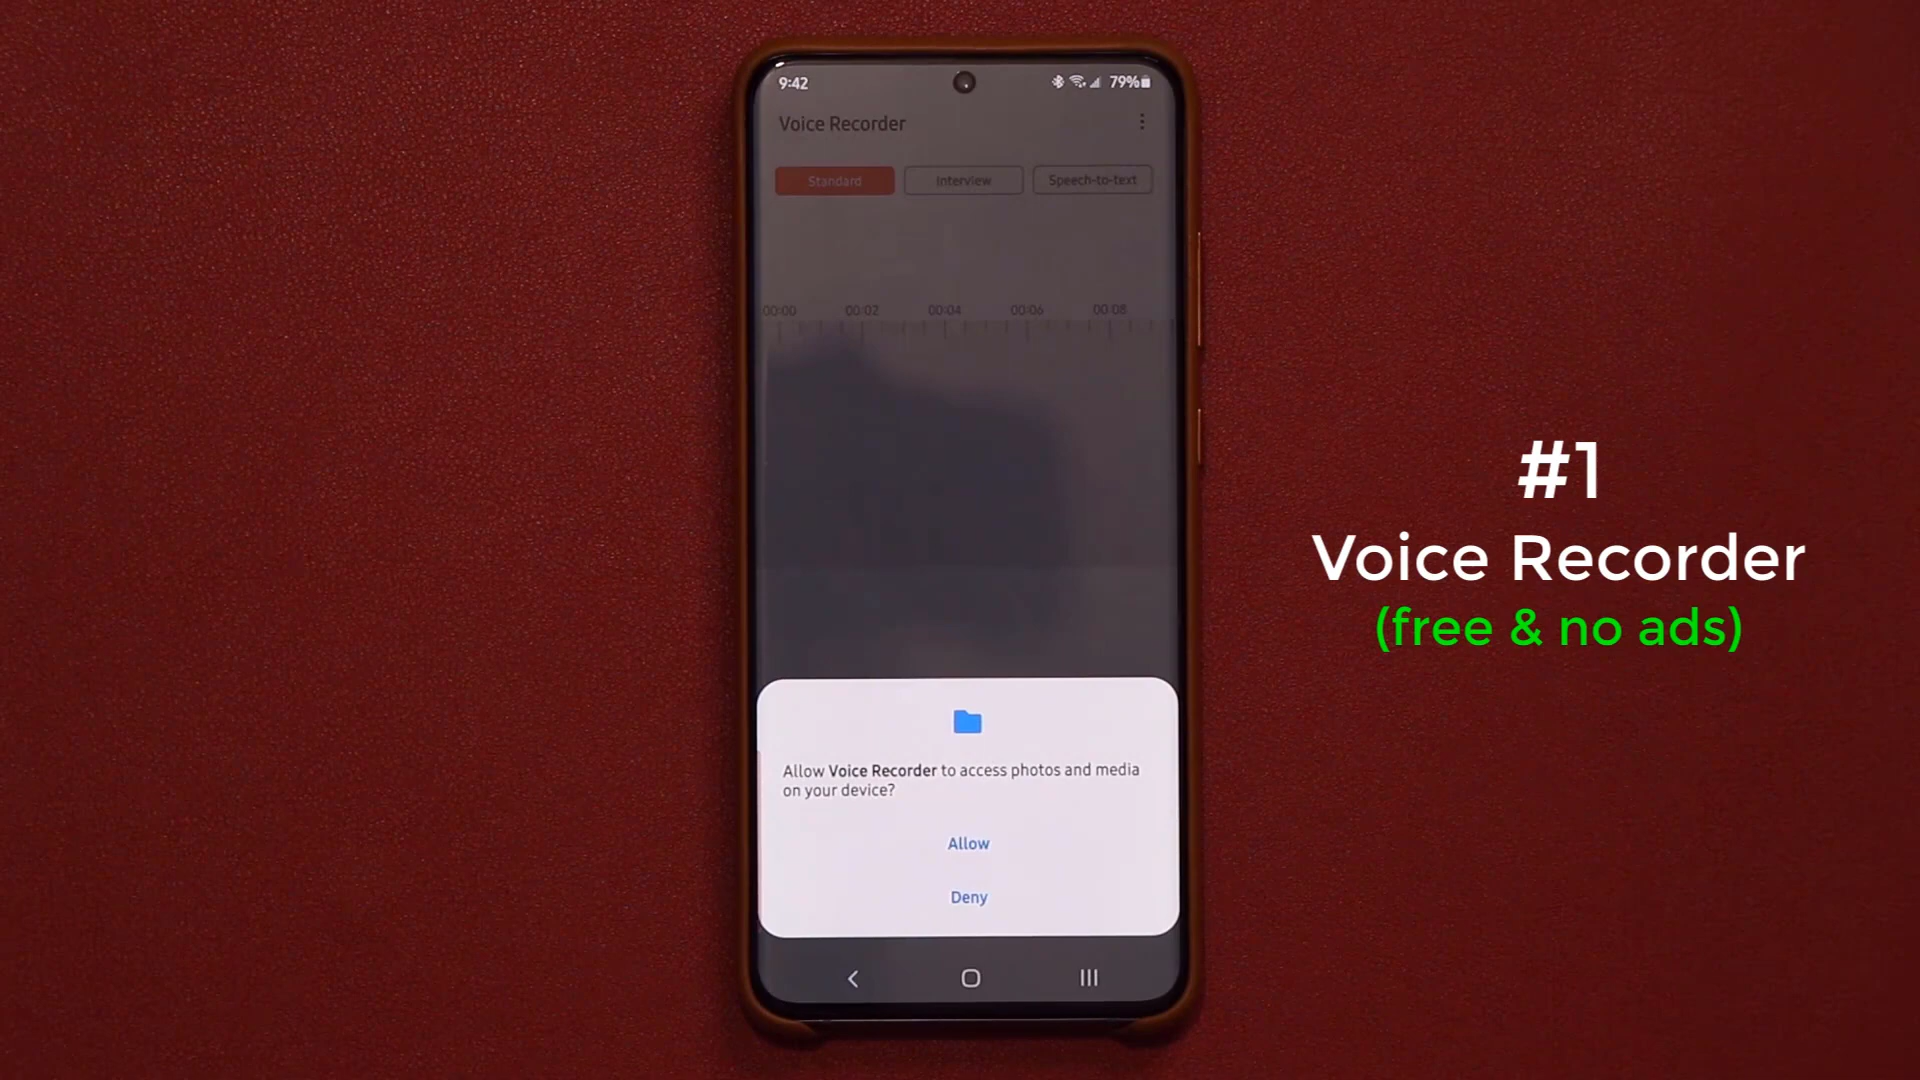 9:42
79%
Voice Recorder
Standard
Interview
Speech-to-text
00:00
00:02
00:04
00:06
00:08
Allow Voice Recorder to access photos and media
on your device?
Allow
Deny
#1
Voice Recorder
(free & no ads)